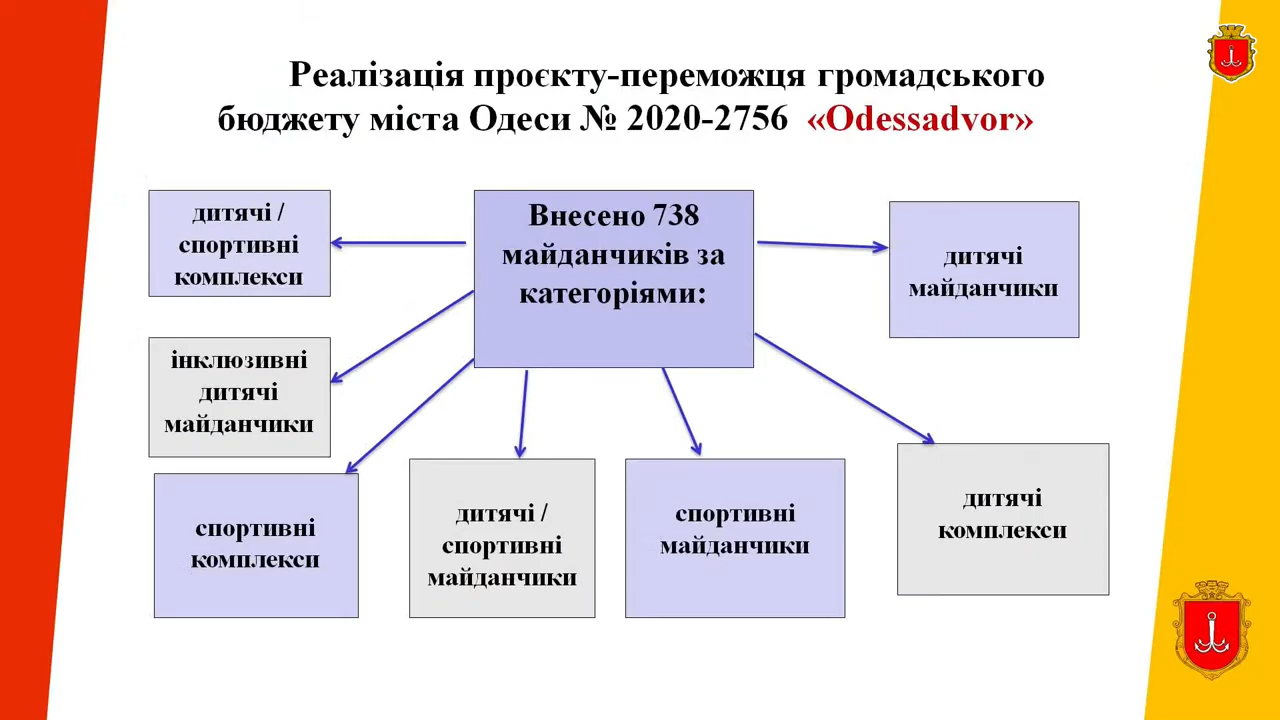 Реалізація проєкту-переможця громадського
бюджету міста Одеси № 2020-2756 «Odessadvor»
дитячі /
спортивні
комплекси
Внесено 738
майданчиків за
категоріями:
дитячі
майданчики
інклюзивні
дитячі
майданчики
спортивні
комплекси
дитячі /
спортивні
майданчики
спортивні
майданчики
дитячі
комплекси